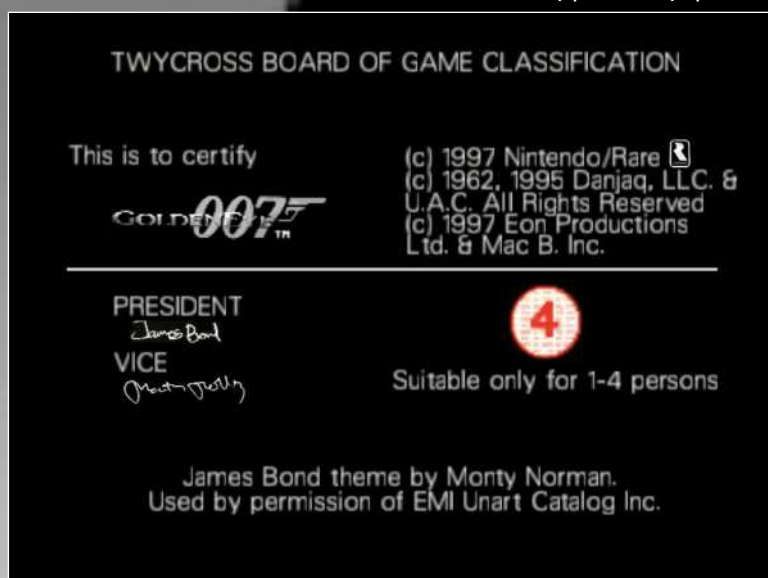 TWYCROSS BOARD OF GAME CLASSIFICATION
This is to certify
GOLDENEYE 007 TM
(c) 1997 Nintendo/Rare R
(c) 1962, 1995 Danjaq, LLC. &
U.A.C. All Rights Reserved
(c) 1997 Eon Productions
Ltd. & Mac B. Inc.
PRESIDENT
James Bond
VICE
4
Suitable only for 1-4 persons
James Bond theme by Monty Norman.
Used by permission of EMI Unart Catalog Inc.